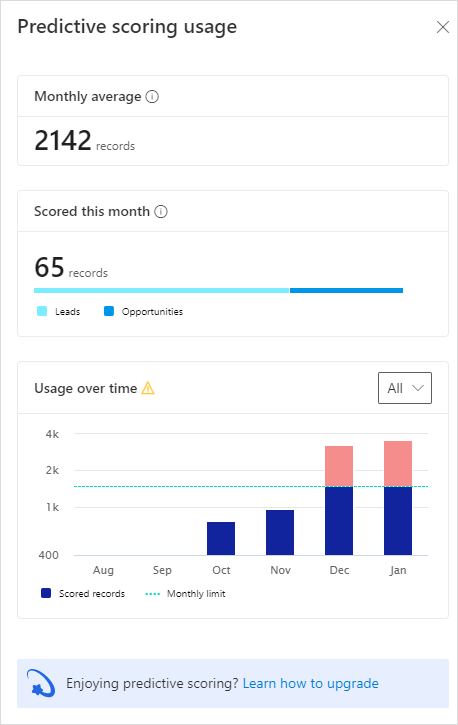 Predictive scoring usage
Monthly average
2142 records
Scored this month
65 records
Leads Opportunities
Usage over time
All
4k
2k
1k
400
Aug Sep Oct Nov Dec Jan
Scored records Monthly limit
Enjoying predictive scoring? Learn how to upgrade